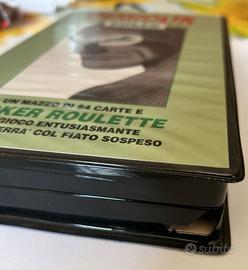 UN MAZZO DI 54 CARTE E
KER ROULETTE
GIOCO ENTUSIASMANTE
ERRA' COL FIATO SOSPESO
subito